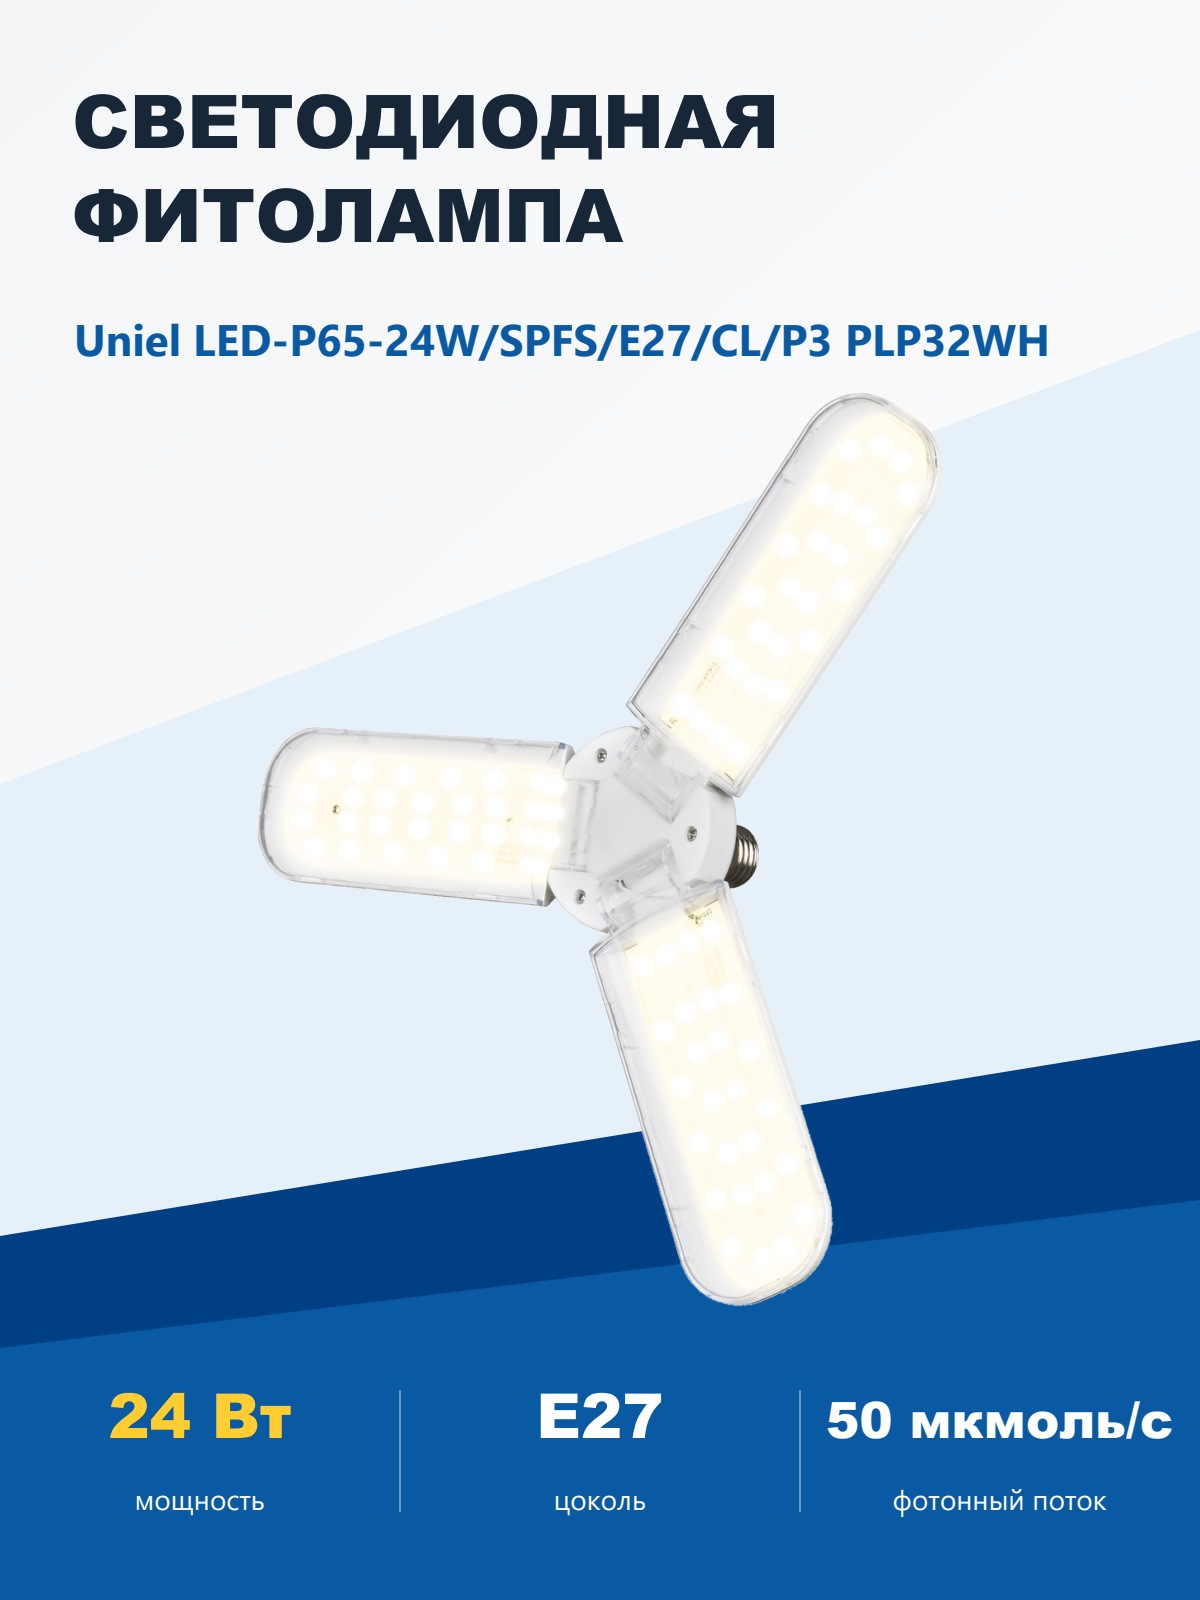 СВЕТОДИОДНАЯ
ФИТОЛАМПА
Uniel LED-P65-24W/SPFS/E27/CL/P3 PLP32WH
24 Вт
мощность
E27
цоколь
50 мкмоль/с
фотонный поток